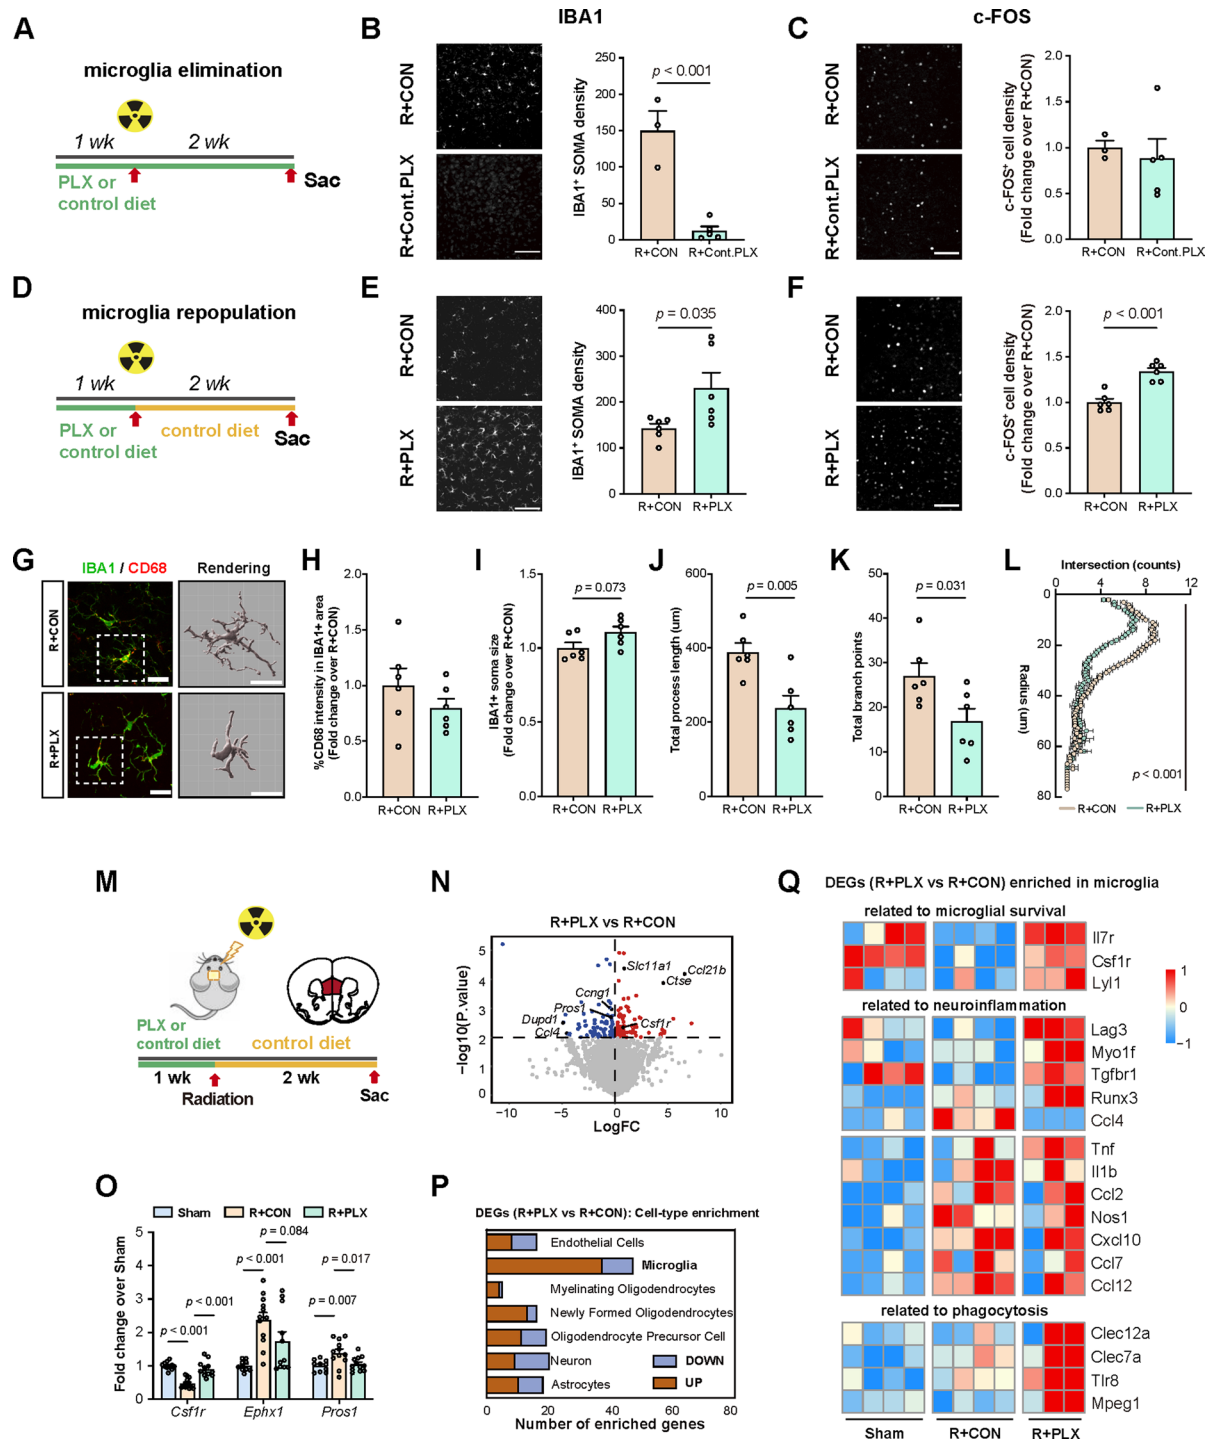 A
microglia elimination
1 wk
2 wk
PLX or
control diet
Sac
B
IBA1
R+CON
R+Cont.PLX
IBA1⁺ SOMA density
250
200
150
100
50
0
p < 0.001
R+CON
R+Cont.PLX
C
c-FOS
R+CON
R+Cont.PLX
c-FOS⁺ cell density
(Fold change over R+CON)
2.0
1.5
1.0
0.5
0.0
R+CON
R+Cont.PLX
D
microglia repopulation
1 wk
2 wk
PLX or
control diet
control diet
Sac
E
R+CON
R+PLX
IBA1⁺ SOMA density
400
300
200
100
0
p = 0.035
R+CON
R+PLX
F
R+CON
R+PLX
c-FOS⁺ cell density
(Fold change over R+CON)
2.0
1.5
1.0
0.5
0.0
p < 0.001
R+CON
R+PLX
G
IBA1 / CD68
Rendering
R+CON
R+PLX
H
%CD68 intensity in IBA1+ area
(Fold change over R+CON)
2.0
1.5
1.0
0.5
0.0
R+CON
R+PLX
I
IBA1+ soma size
(Fold change over R+CON)
1.5
1.0
0.5
0.0
p = 0.073
R+CON
R+PLX
J
Total process length (um)
600
400
200
0
p = 0.005
R+CON
R+PLX
K
Total branch points
50
40
30
20
10
0
p = 0.031
R+CON
R+PLX
L
Intersection (counts)
0
4
8
12
0
20
40
60
80
Radius (um)
p < 0.001
R+CON
R+PLX
M
PLX or
control diet
control diet
1 wk
2 wk
Radiation
Sac
N
R+PLX vs R+CON
−log10(P.value)
5
4
3
2
1
0
Slc11a1
Ccl21b
Ctse
Ccng1
Pros1
Dupd1
Ccl4
Csf1r
−10
−5
0
5
10
LogFC
O
Sham
R+CON
R+PLX
Fold change over Sham
5
4
3
2
1
0
p < 0.001
p < 0.001
p < 0.001
p = 0.084
p = 0.007
p = 0.017
Csf1r
Ephx1
Pros1
P
DEGs (R+PLX vs R+CON): Cell-type enrichment
Endothelial Cells
Microglia
Myelinating Oligodendrocytes
Newly Formed Oligodendrocytes
Oligodendrocyte Precursor Cell
Neuron
Astrocytes
DOWN
UP
0
20
40
60
80
Number of enriched genes
Q
DEGs (R+PLX vs R+CON) enriched in microglia
related to microglial survival
Il7r
Csf1r
Lyl1
1
0
−1
related to neuroinflammation
Lag3
Myo1f
Tgfbr1
Runx3
Ccl4
Tnf
Il1b
Ccl2
Nos1
Cxcl10
Ccl7
Ccl12
related to phagocytosis
Clec12a
Clec7a
Tlr8
Mpeg1
Sham
R+CON
R+PLX